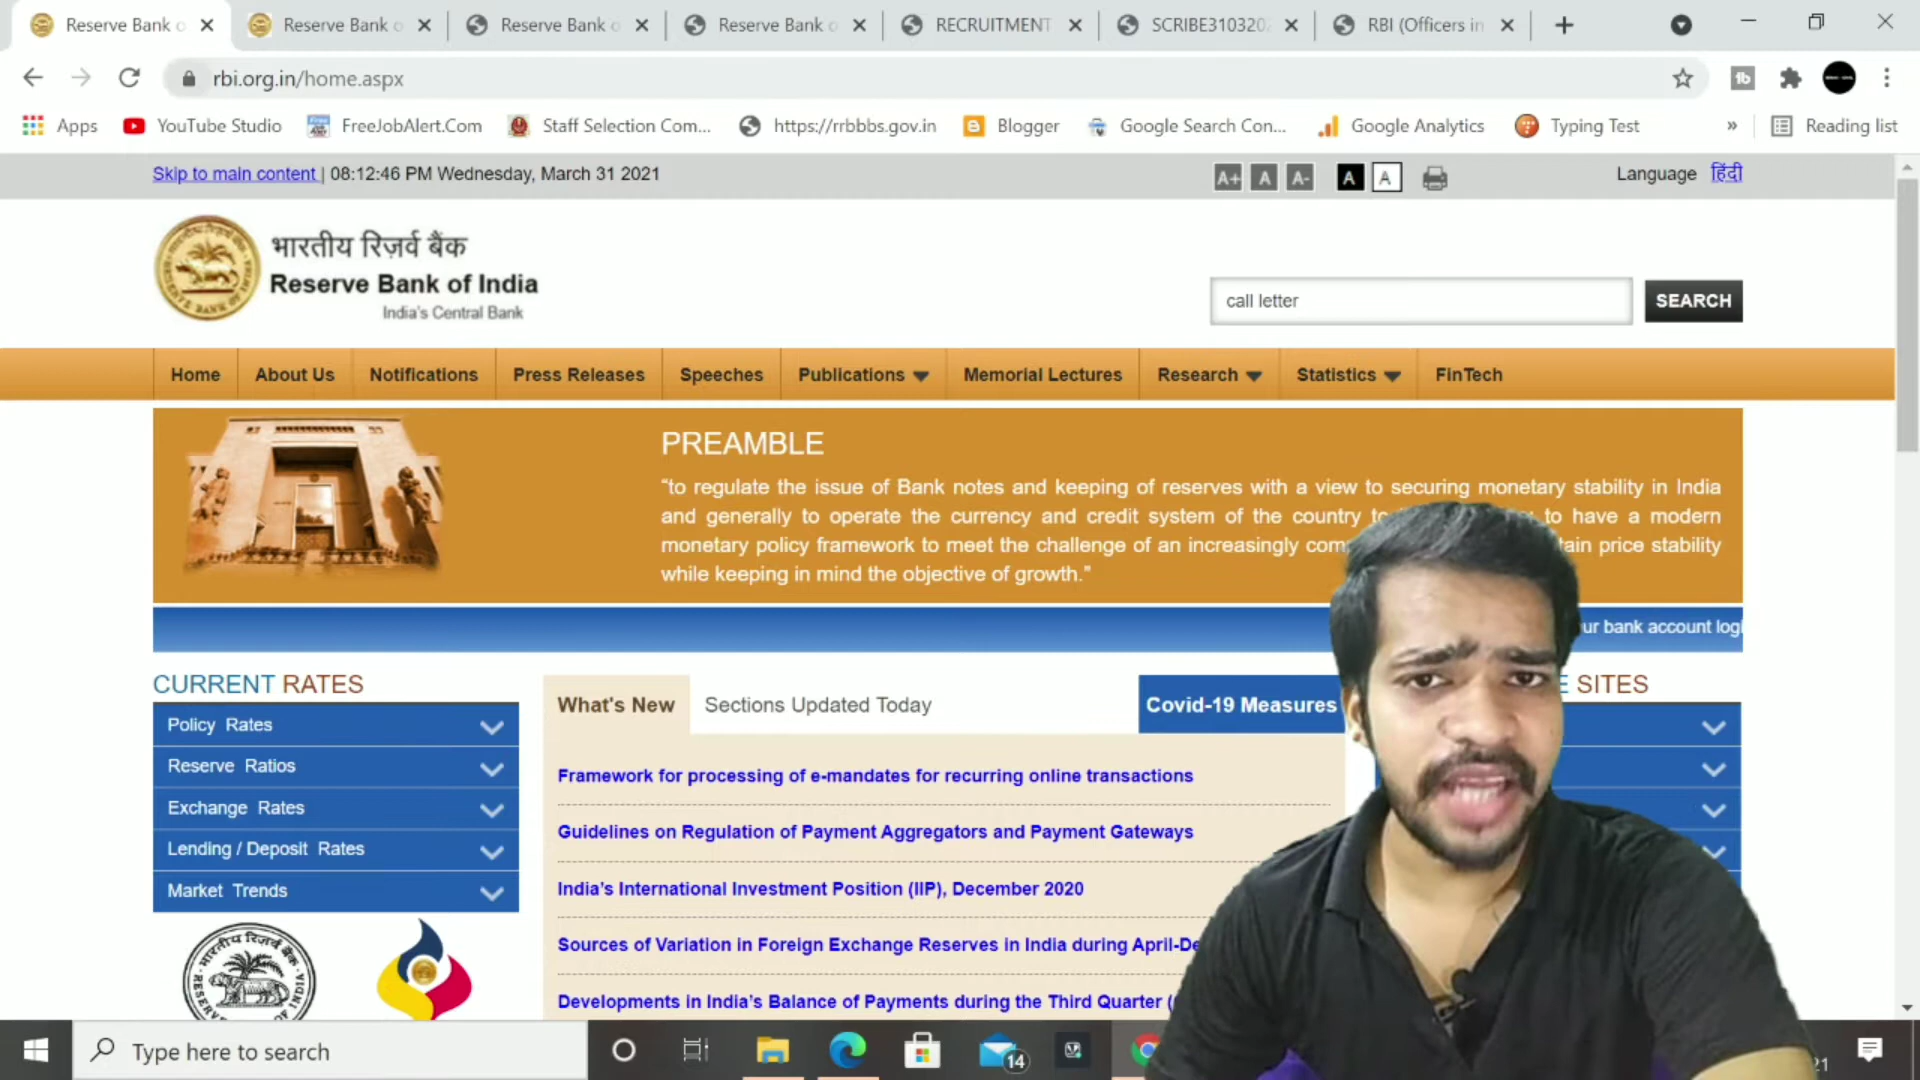 Reserve Bank o
Reserve Bank o
Reserve Bank o
Reserve Bank o
RECRUITMENT
SCRIBE310320
RBI (Officers in
rbi.org.in/home.aspx
Apps
YouTube Studio
FreeJobAlert.Com
Staff Selection Com...
https://rrbbbs.gov.in
Blogger
Google Search Con...
Google Analytics
Typing Test
»
Reading list
Skip to main content | 08:12:46 PM Wednesday, March 31 2021
A+ A A- A A
Language हिंदी
भारतीय रिज़र्व बैंक
Reserve Bank of India
India's Central Bank
call letter
SEARCH
Home About Us Notifications Press Releases Speeches Publications Memorial Lectures Research Statistics FinTech
PREAMBLE
“to regulate the issue of Bank notes and keeping of reserves with a view to securing monetary stability in India
and generally to operate the currency and credit system of the country to have a modern
monetary policy framework to meet the challenge of an increasingly price stability
while keeping in mind the objective of growth.”
bank account
CURRENT RATES
Policy Rates
Reserve Ratios
Exchange Rates
Lending / Deposit Rates
Market Trends
What's New
Sections Updated Today
Covid-19 Measures
SITES
Framework for processing of e-mandates for recurring online transactions
Guidelines on Regulation of Payment Aggregators and Payment Gateways
India’s International Investment Position (IIP), December 2020
Sources of Variation in Foreign Exchange Reserves in India during April-De
Developments in India’s Balance of Payments during the Third Quarter (
Type here to search
14
21